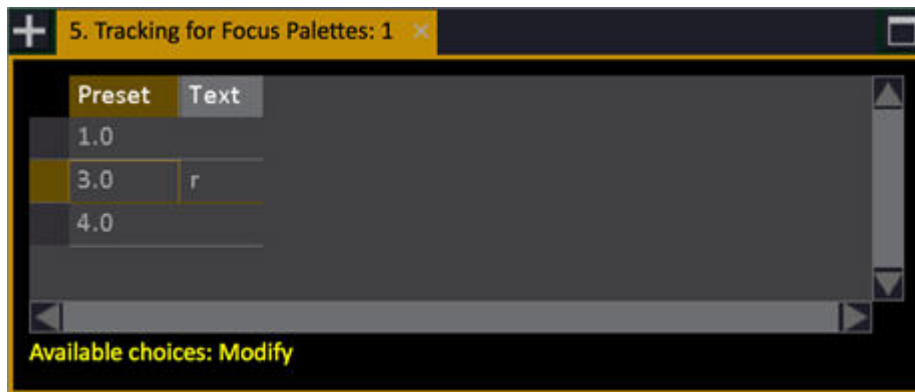 5. Tracking for Focus Palettes: 1
Preset Text
1.0
3.0 r
4.0
Available choices: Modify